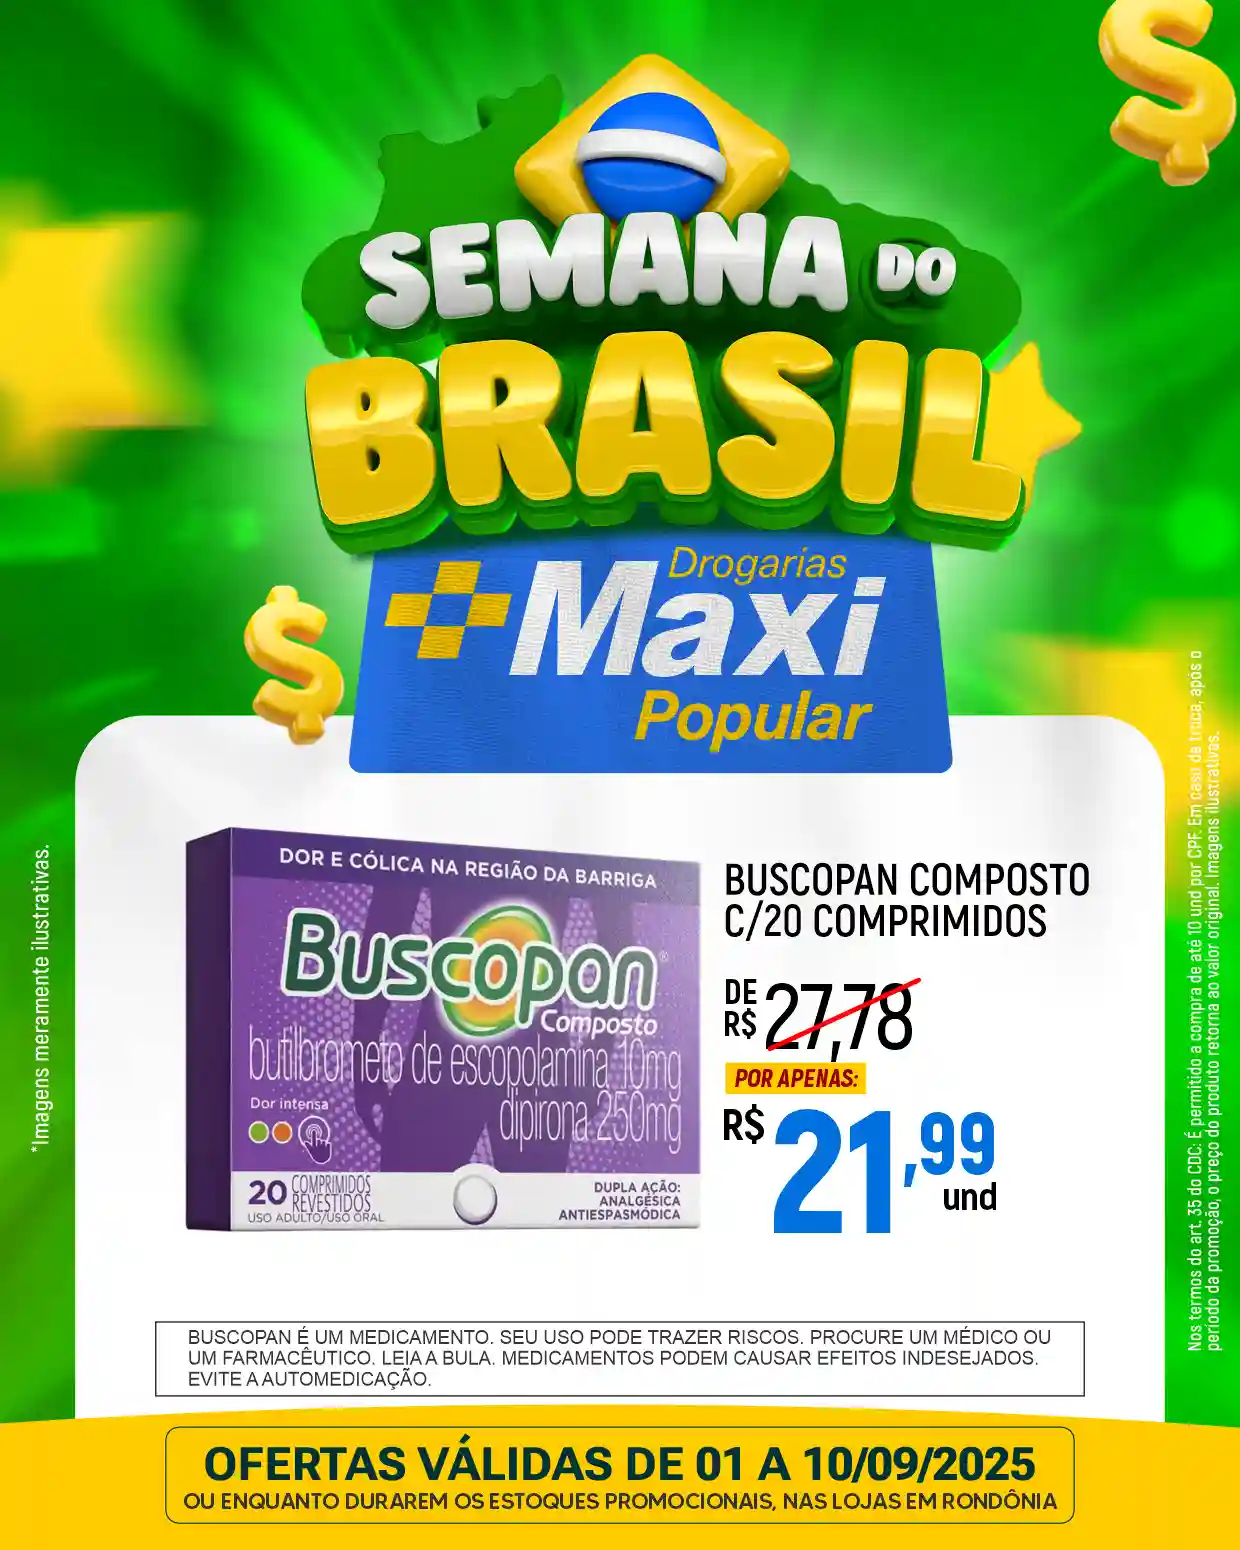 SEMANA DO
BRASIL
Drogarias
Maxi
Popular
DOR E CÓLICA NA REGIÃO DA BARRIGA
Buscopan®
Composto
butilbrometo de escopolamina 10mg
dipirona 250mg
Dor intensa
20 COMPRIMIDOS
REVESTIDOS
USO ADULTO/USO ORAL
DUPLA AÇÃO:
ANALGÉSICA
ANTIESPASMÓDICA
BUSCOPAN COMPOSTO
C/20 COMPRIMIDOS
DE
R$ 27,78
POR APENAS:
R$ 21,99
und
*Imagens meramente ilustrativas.
Nos termos do art. 35 do CDC: É permitido a compra de até 10 und por CPF. Em caso de truca, após o
período da promoção, o preço do produto retorna ao valor original. Imagens ilustrativas.
BUSCOPAN É UM MEDICAMENTO. SEU USO PODE TRAZER RISCOS. PROCURE UM MÉDICO OU
UM FARMACÊUTICO. LEIA A BULA. MEDICAMENTOS PODEM CAUSAR EFEITOS INDESEJADOS.
EVITE A AUTOMEDICAÇÃO.
OFERTAS VÁLIDAS DE 01 A 10/09/2025
OU ENQUANTO DURAREM OS ESTOQUES PROMOCIONAIS, NAS LOJAS EM RONDÔNIA